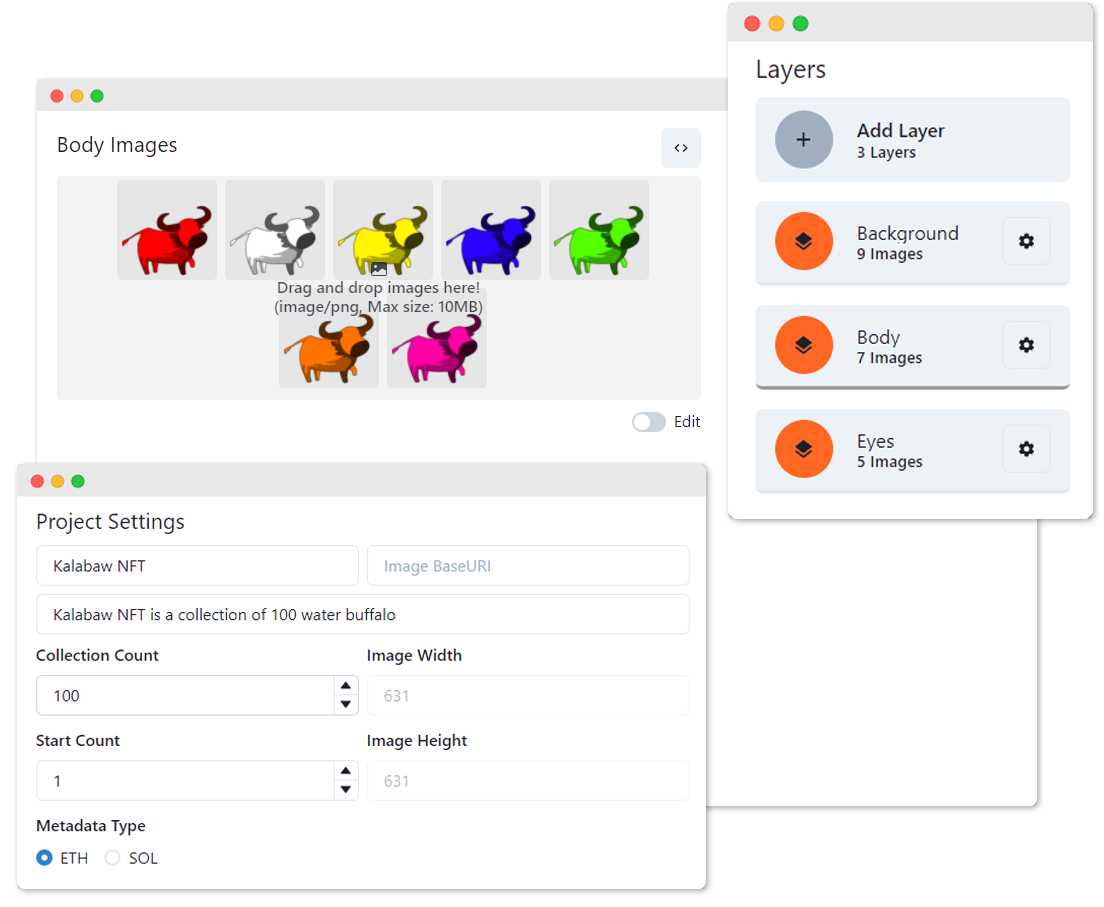 Layers
Add Layer
3 Layers
Background
9 Images
Body
7 Images
Eyes
5 Images
Body Images
Drag and drop images here!
(image/png, Max size: 10MB)
Edit
Project Settings
Kalabaw NFT
Image BaseURI
Kalabaw NFT is a collection of 100 water buffalo
Collection Count
Image Width
100
631
Start Count
Image Height
1
631
Metadata Type
ETH
SOL